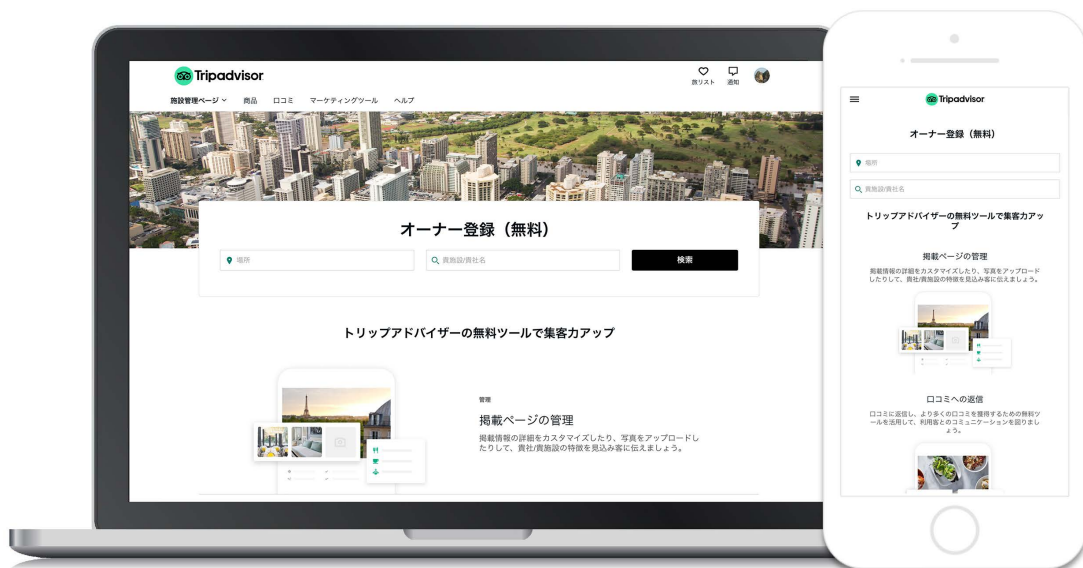 Tripadvisor
旅リスト
通知
施設管理ページ
商品
口コミ
マーケティングツール
ヘルプ
オーナー登録（無料）
場所
貴施設/貴社名
検索
トリップアドバイザーの無料ツールで集客力アップ
管理
掲載ページの管理
掲載情報の詳細をカスタマイズしたり、写真をアップロードし
たりして、貴社/貴施設の特徴を見込み客に伝えましょう。
Tripadvisor
オーナー登録（無料）
場所
貴施設/貴社名
トリップアドバイザーの無料ツールで集客力アッ
プ
掲載ページの管理
掲載情報の詳細をカスタマイズしたり、写真をアップロード
したりして、貴社/貴施設の特徴を見込み客に伝えましょう。
口コミへの返信
口コミに返信し、より多くの口コミを獲得するための無料ツ
ールを活用して、利用客とのコミュニケーションを図りまし
ょう。